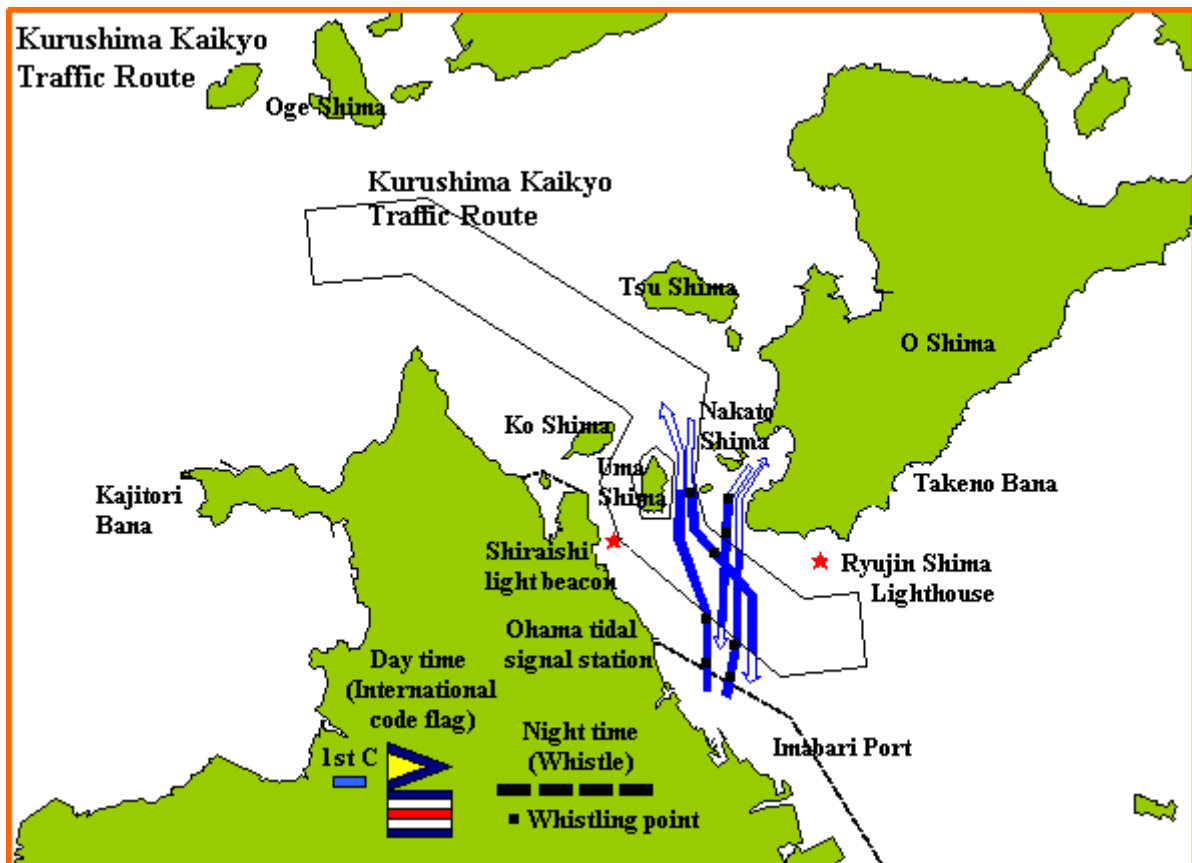 Kurushima Kaikyo
Traffic Route
Oge Shima
Kurushima Kaikyo
Traffic Route
Tsu Shima
O Shima
Ko Shima
Nakato
Shima
Uma
Shima
Kajitori
Bana
Takeno Bana
Shiraishi
light beacon
Ryujin Shima
Lighthouse
Ohama tidal
signal station
Day time
(International
code flag)
Night time
(Whistle)
Imabari Port
1st C
Whistling point